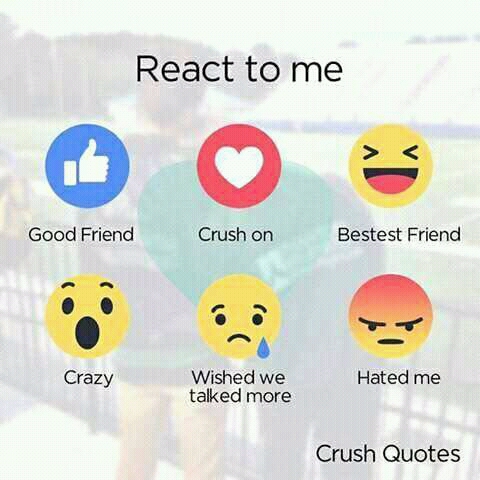 React to me
Good Friend
Crush on
Bestest Friend
Crazy
Wished we
talked more
Hated me
Crush Quotes